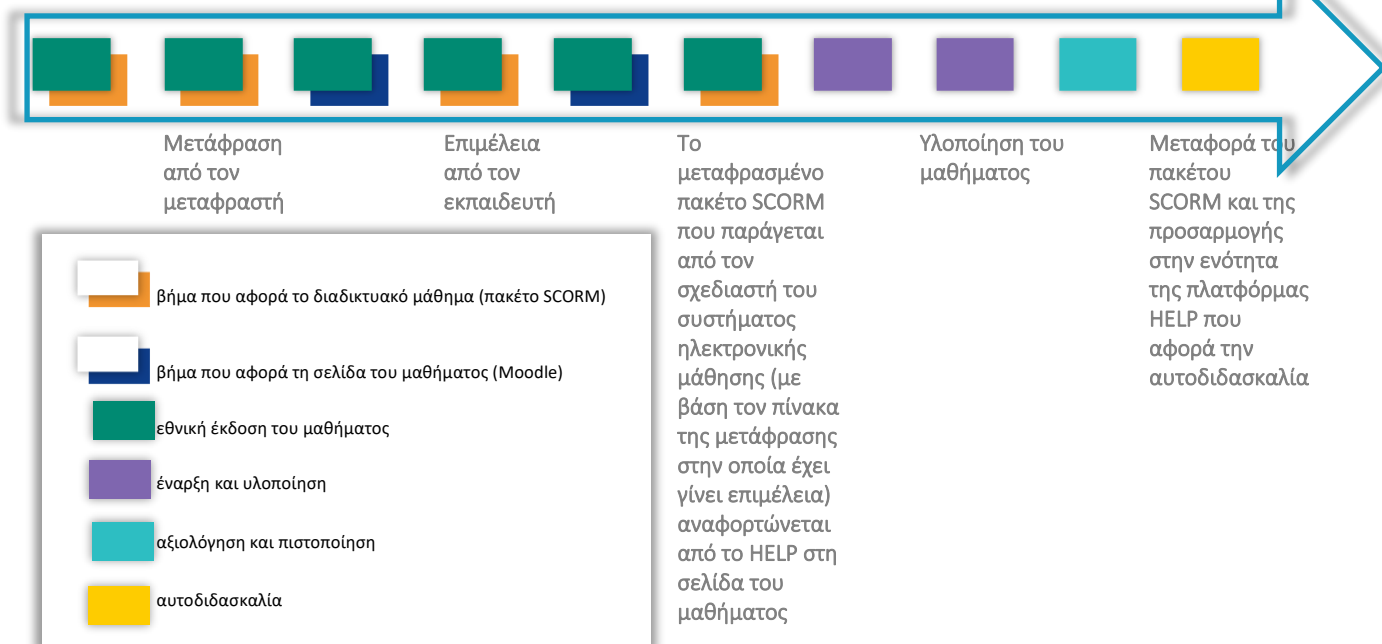 Μετάφραση
από τον
μεταφραστή
Επιμέλεια
από τον
εκπαιδευτή
Το
μεταφρασμένο
πακέτο SCORM
που παράγεται
από τον
σχεδιαστή του
συστήματος
ηλεκτρονικής
μάθησης (με
βάση τον πίνακα
της μετάφρασης
στην οποία έχει
γίνει επιμέλεια)
αναφορτώνεται
από το HELP στη
σελίδα του
μαθήματος
Υλοποίηση του
μαθήματος
Μεταφορά του
πακέτου
SCORM και της
προσαρμογής
στην ενότητα
της πλατφόρμας
HELP που
αφορά την
αυτοδιδασκαλία
βήμα που αφορά το διαδικτυακό μάθημα (πακέτο SCORM)
βήμα που αφορά τη σελίδα του μαθήματος (Moodle)
εθνική έκδοση του μαθήματος
έναρξη και υλοποίηση
αξιολόγηση και πιστοποίηση
αυτοδιδασκαλία